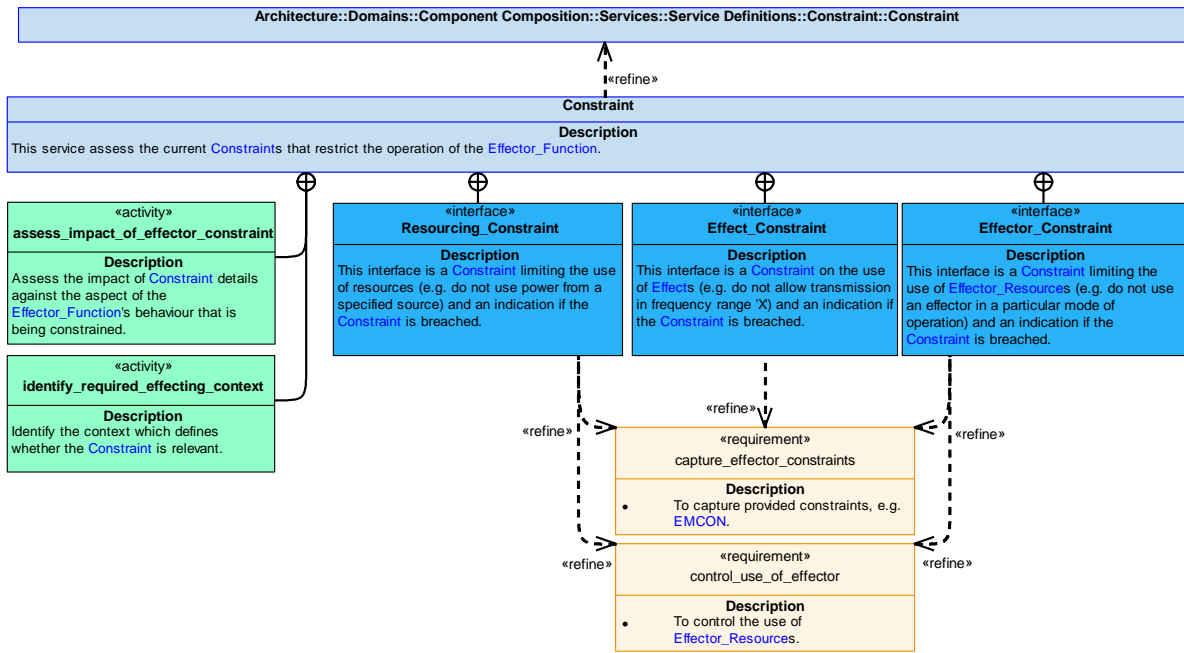 Architecture::Domains::Component Composition::Services::Service Definitions::Constraint::Constraint
«refine»
Constraint
Description
This service assess the current Constraints that restrict the operation of the Effector_Function.
«activity»
assess_impact_of_effector_constraint
Description
Assess the impact of Constraint details
against the aspect of the
Effector_Function's behaviour that is
being constrained.
«interface»
Resourcing_Constraint
Description
This interface is a Constraint limiting the use
of resources (e.g. do not use power from a
specified source) and an indication if the
Constraint is breached.
«interface»
Effect_Constraint
Description
This interface is a Constraint on the use
of Effects (e.g. do not allow transmission
in frequency range 'X) and an indication if
the Constraint is breached.
«interface»
Effector_Constraint
Description
This interface is a Constraint limiting the
use of Effector_Resources (e.g. do not use
an effector in a particular mode of
operation) and an indication if the
Constraint is breached.
«activity»
identify_required_effecting_context
Description
Identify the context which defines
whether the Constraint is relevant.
«refine»
«refine»
«refine»
«requirement»
capture_effector_constraints
Description
• To capture provided constraints, e.g.
EMCON.
«refine»
«refine»
«requirement»
control_use_of_effector
Description
• To control the use of
Effector_Resources.